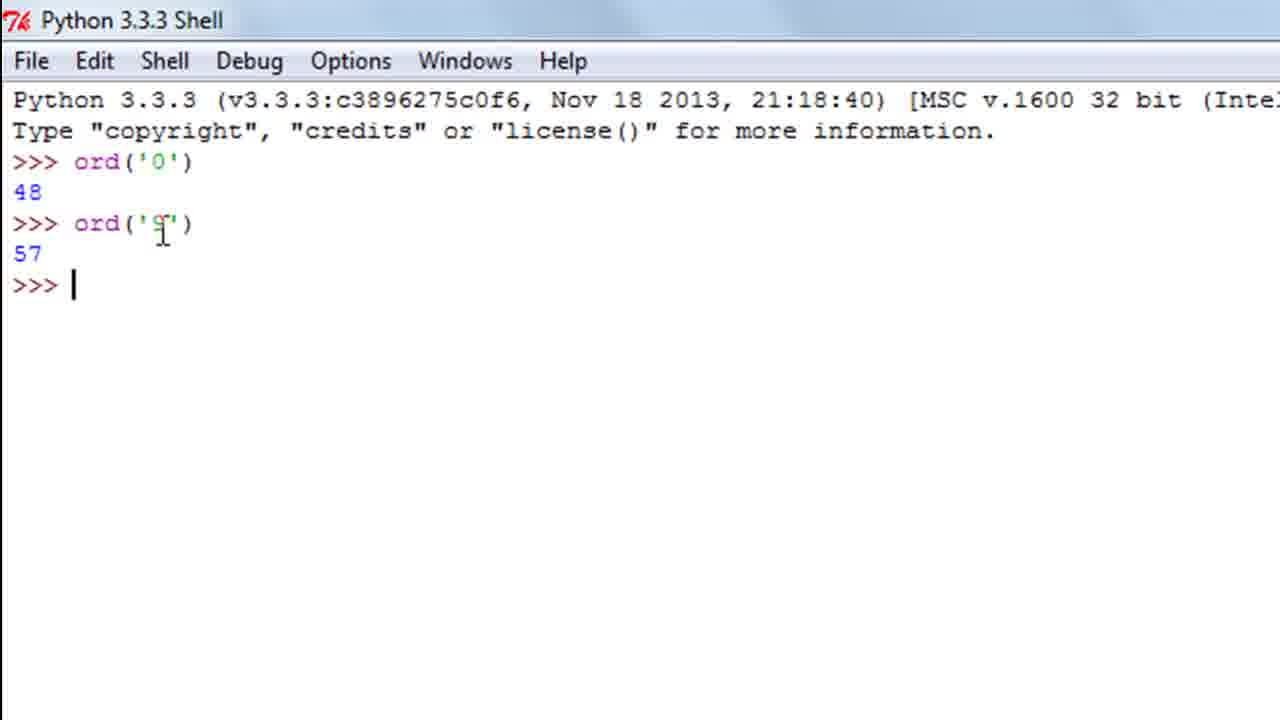 Python 3.3.3 Shell
File Edit Shell Debug Options Windows Help
Python 3.3.3 (v3.3.3:c3896275c0f6, Nov 18 2013, 21:18:40) [MSC v.1600 32 bit (Intel
Type "copyright", "credits" or "license()" for more information.
>>> ord('0')
48
>>> ord('9')
57
>>>